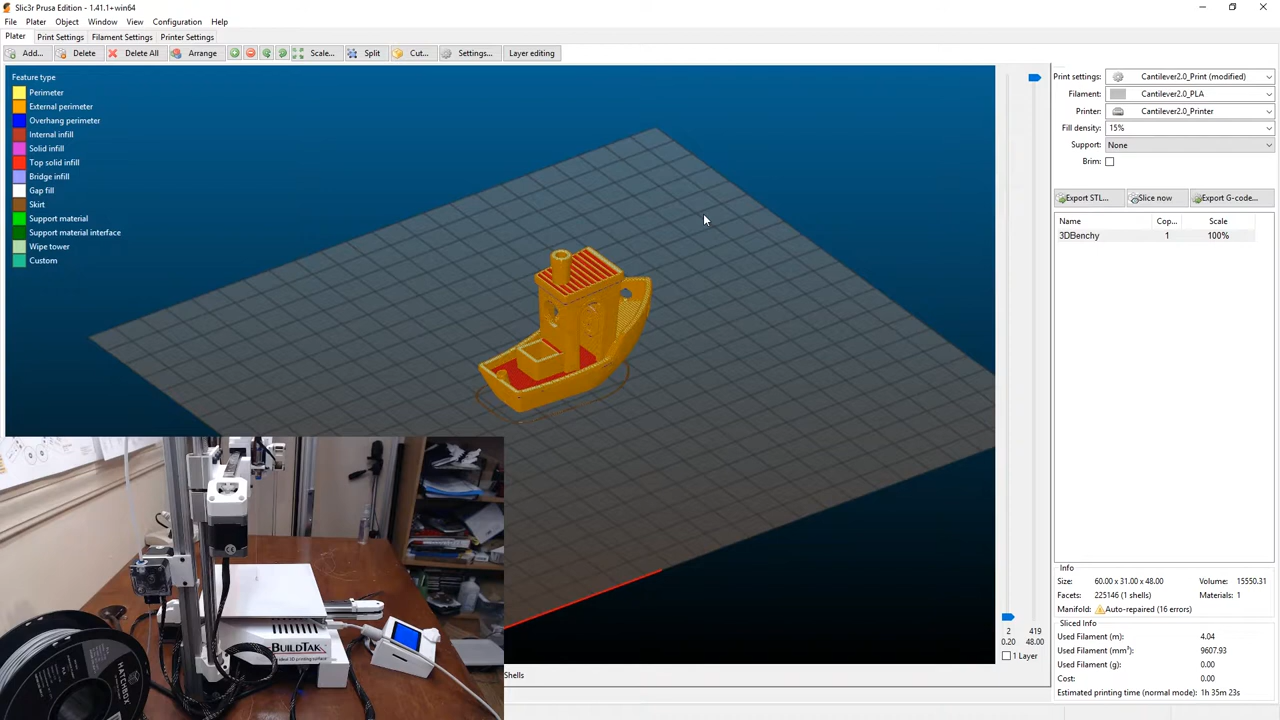 Slic3r Prusa Edition - 1.41.1+win64
File Plater Object Window View Configuration Help
Plater Print Settings Filament Settings Printer Settings
Add... Delete Delete All Arrange Scale... Split Cut... Settings... Layer editing
Feature type
Perimeter
External perimeter
Overhang perimeter
Internal infill
Solid infill
Top solid infill
Bridge infill
Gap fill
Skirt
Support material
Support material interface
Wipe tower
Custom
2 419
0.20 48.00
1 Layer
Shells
Print settings: Cantilever2.0_Print (modified)
Filament: Cantilever2.0_PLA
Printer: Cantilever2.0_Printer
Fill density: 15%
Support: None
Brim:
Export STL... Slice now Export G-code...
Name Cop... Scale
3DBenchy 1 100%
Info
Size: 60.00 x 31.00 x 48.00 Volume: 15550.31
Facets: 225146 (1 shells) Materials: 1
Manifold: Auto-repaired (16 errors)
Sliced Info
Used Filament (m): 4.04
Used Filament (mm³): 9607.93
Used Filament (g): 0.00
Cost: 0.00
Estimated printing time (normal mode): 1h 35m 23s
BUILDTAK
HATCHBOX